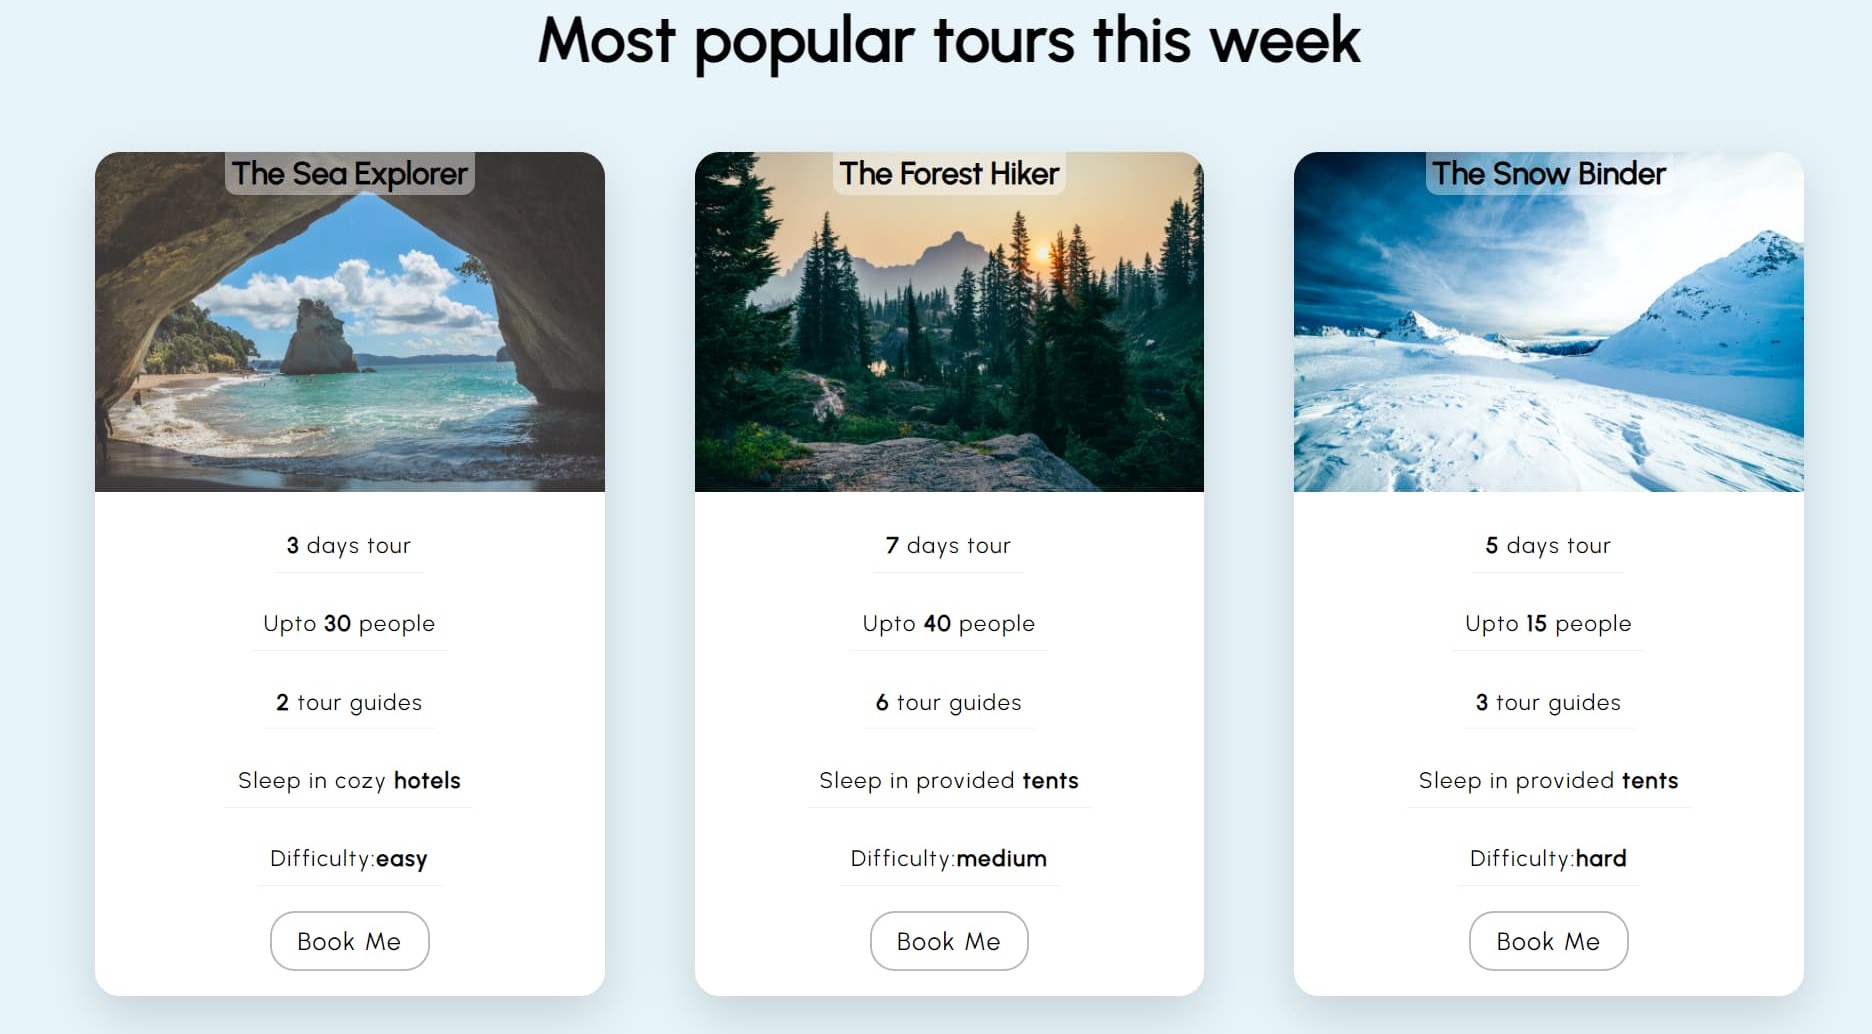 Most popular tours this week
The Sea Explorer
3 days tour
Upto 30 people
2 tour guides
Sleep in cozy hotels
Difficulty:easy
Book Me
The Forest Hiker
7 days tour
Upto 40 people
6 tour guides
Sleep in provided tents
Difficulty:medium
Book Me
The Snow Binder
5 days tour
Upto 15 people
3 tour guides
Sleep in provided tents
Difficulty:hard
Book Me